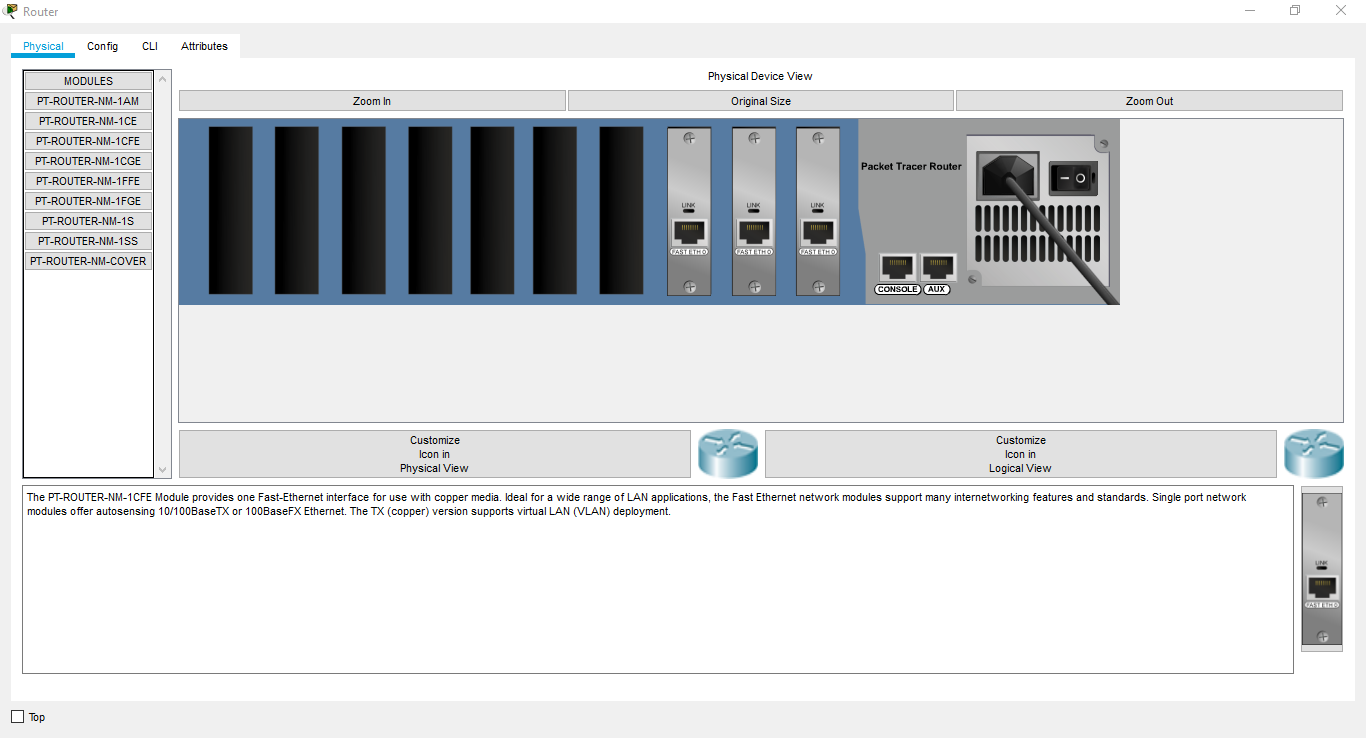 Router
Physical
Config
CLI
Attributes
MODULES
PT-ROUTER-NM-1AM
PT-ROUTER-NM-1CE
PT-ROUTER-NM-1CFE
PT-ROUTER-NM-1CGE
PT-ROUTER-NM-1FFE
PT-ROUTER-NM-1FGE
PT-ROUTER-NM-1S
PT-ROUTER-NM-1SS
PT-ROUTER-NM-COVER
Physical Device View
Zoom In
Original Size
Zoom Out
LINK
FAST ETH 0
LINK
FAST ETH 0
LINK
FAST ETH 0
Packet Tracer Router
CONSOLE
AUX
Customize
Icon in
Physical View
Customize
Icon in
Logical View
The PT-ROUTER-NM-1CFE Module provides one Fast-Ethernet interface for use with copper media. Ideal for a wide range of LAN applications, the Fast Ethernet network modules support many internetworking features and standards. Single port network
modules offer autosensing 10/100BaseTX or 100BaseFX Ethernet. The TX (copper) version supports virtual LAN (VLAN) deployment.
LINK
FAST ETH 0
Top